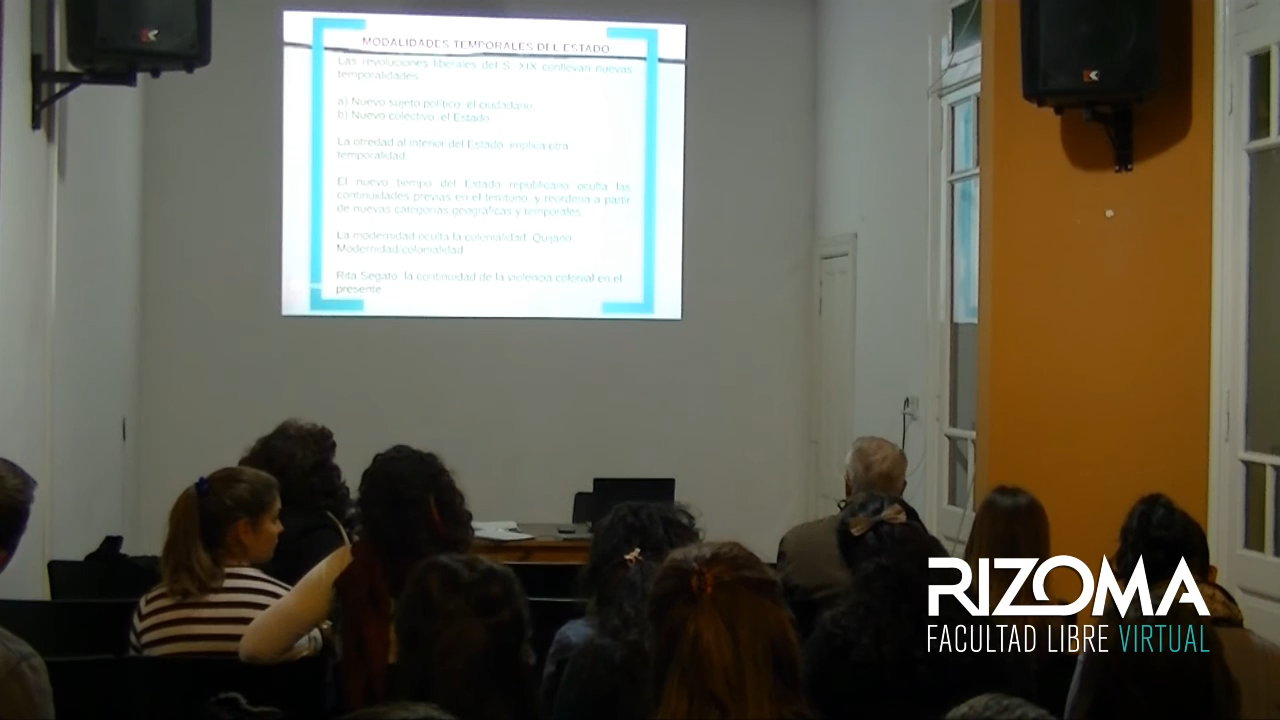 MODALIDADES TEMPORALES DEL ESTADO
Las revoluciones liberales del S. XIX conllevan nuevas
temporalidades
a) Nuevo sujeto político: el ciudadano.
b) Nuevo colectivo: el Estado
La otredad al interior del Estado, implica otra
temporalidad.
El nuevo tiempo del Estado republicano oculta las
continuidades previas en el territorio, y reordena a partir
de nuevas categorías geográficas y temporales.
La modernidad oculta la colonialidad. Quijano:
Modernidad/colonialidad
Rita Segato: la continuidad de la violencia colonial en el
presente
RIZOMA
FACULTAD LIBRE VIRTUAL